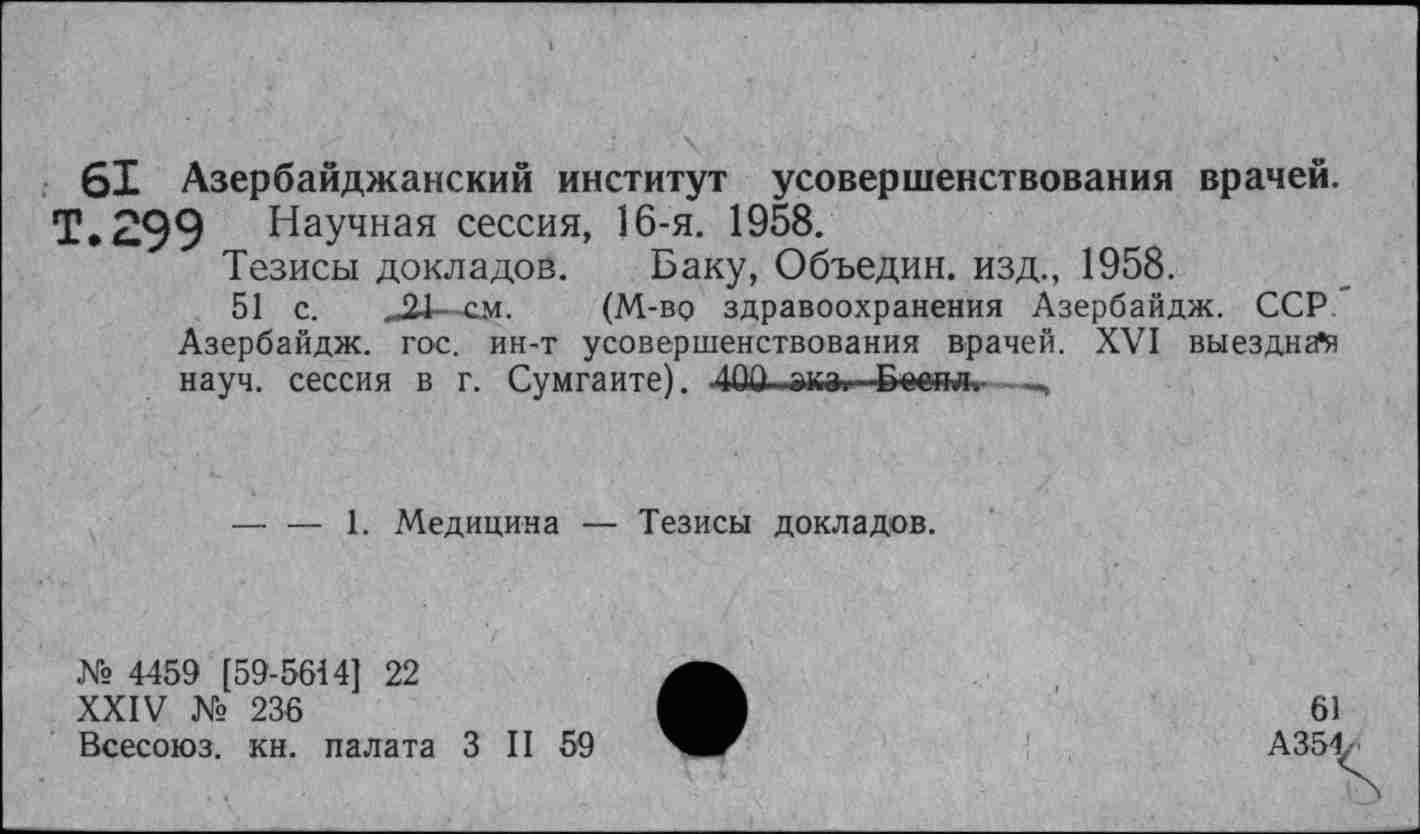 61 Азербайджанский институт усовершенствования врачей.
Т.299 Научная сессия, 16-я. 1958.
Тезисы докладов. Баку, Объедин. изд., 1958.
51 с. 21 см. (М-во здравоохранения Азербайдж. ССР.
Азербайдж. гос. ин-т усовершенствования врачей. XVI выездная
науч. сессия в г. Сумгаите). 400 экз. Беспл.
— — 1. Медицина — Тезисы докладов.
№ 4459 [59-5614] 22
XXIV № 236
61
Всесоюз. кн. палата 3 II 59
А354